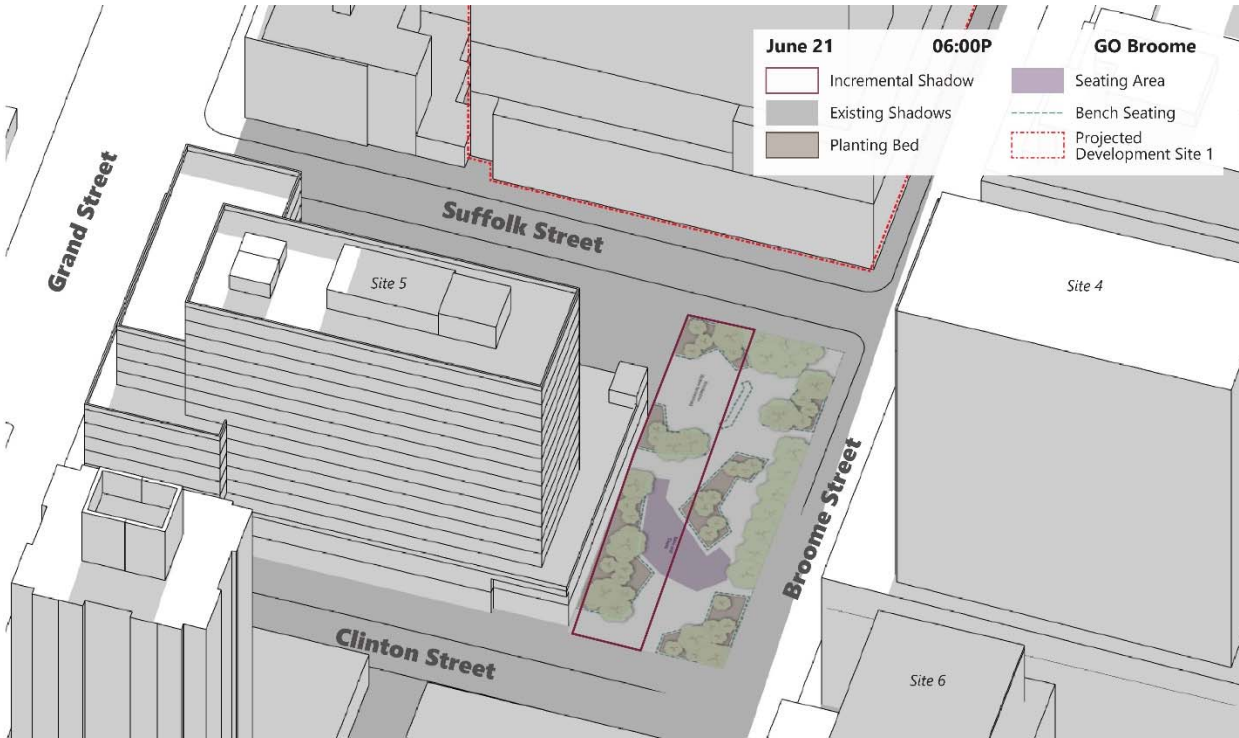 June 21 06:00P GO Broome
Incremental Shadow
Existing Shadows
Planting Bed
Seating Area
Bench Seating
Projected
Development Site 1
Grand Street
Suffolk Street
Site 5
Site 4
Broome Street
Clinton Street
Site 6